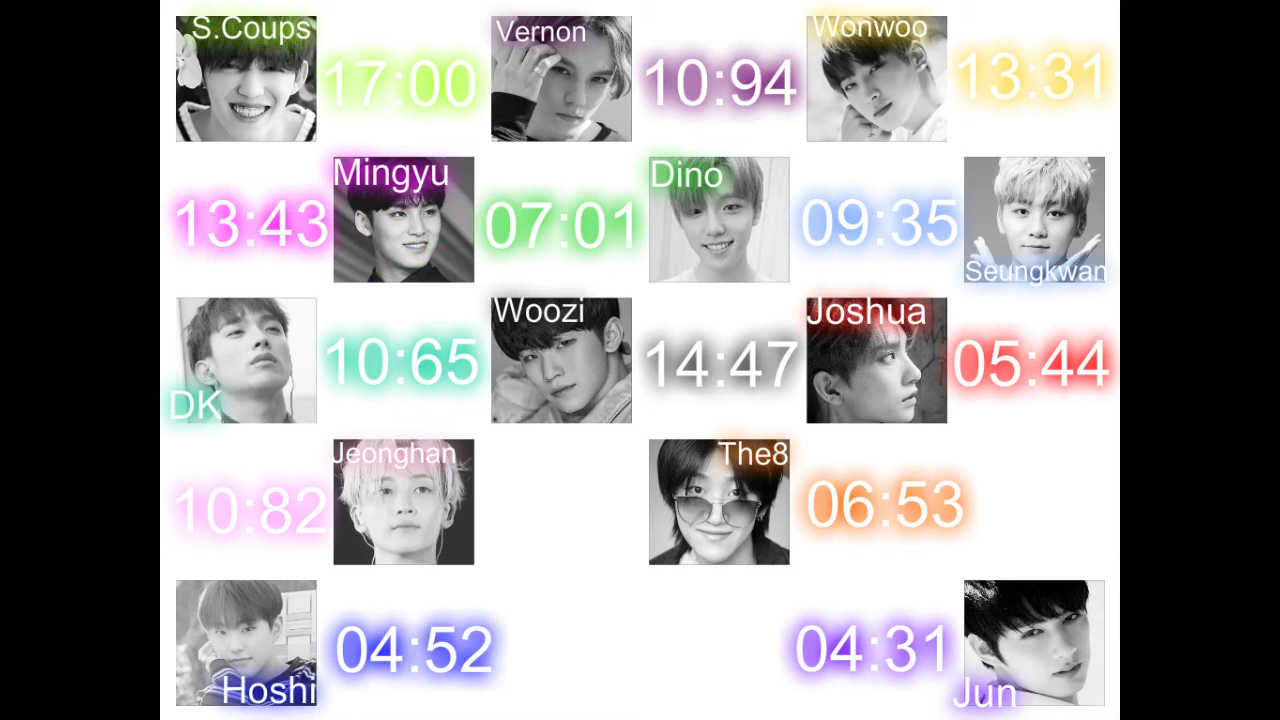 S.Coups 17:00 Vernon 10:94 Wonwoo 13:31
13:43 Mingyu 07:01 Dino 09:35 Seungkwan
DK 10:65 Woozi 14:47 Joshua 05:44
10:82 Jeonghan The8 06:53
Hoshi 04:52 04:31 Jun